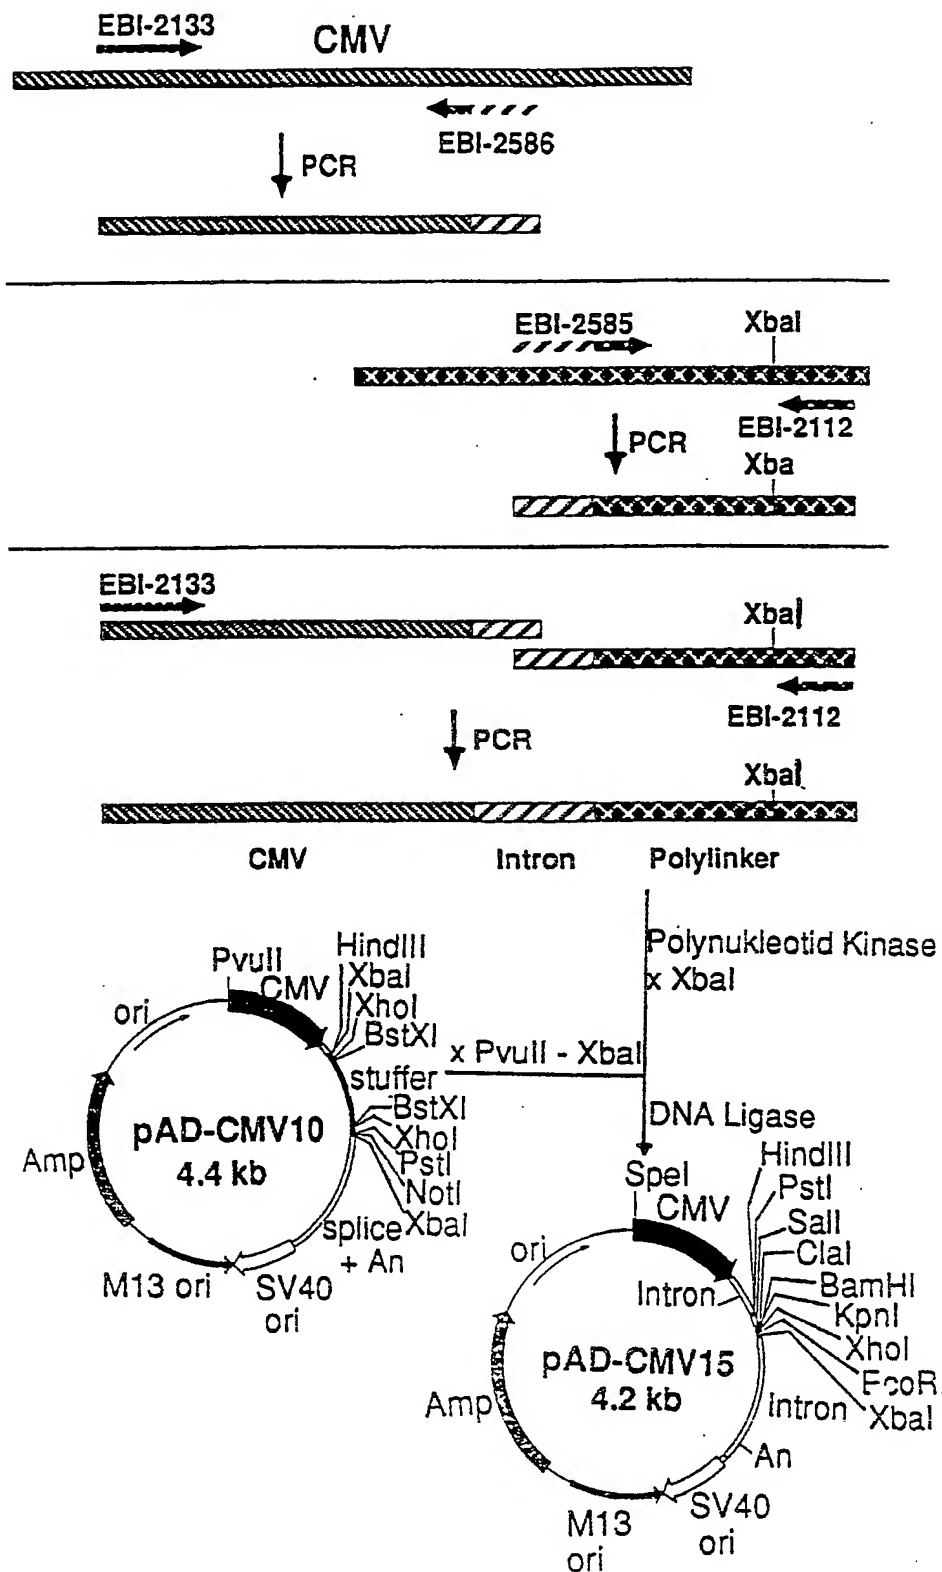 EBI-2133
CMV
EBI-2586
PCR
EBI-2585
XbaI
EBI-2112
PCR
Xba
EBI-2133
XbaI
EBI-2112
PCR
XbaI
CMV
Intron
Polylinker
Polynukleotid Kinase
x XbaI
PvuII
CMV
HindIII
XbaI
XhoI
BstXI
stuffer
BstXI
XhoI
PstI
NotI
XbaI
splice
+ An
SV40
ori
M13 ori
Amp
ori
pAD-CMV10
4.4 kb
x PvuII - XbaI
DNA Ligase
SpeI
CMV
HindIII
PstI
SalI
ClaI
BamHI
KpnI
XhoI
EcoR
XbaI
Intron
Intron
An
SV40
ori
M13
ori
Amp
ori
pAD-CMV15
4.2 kb